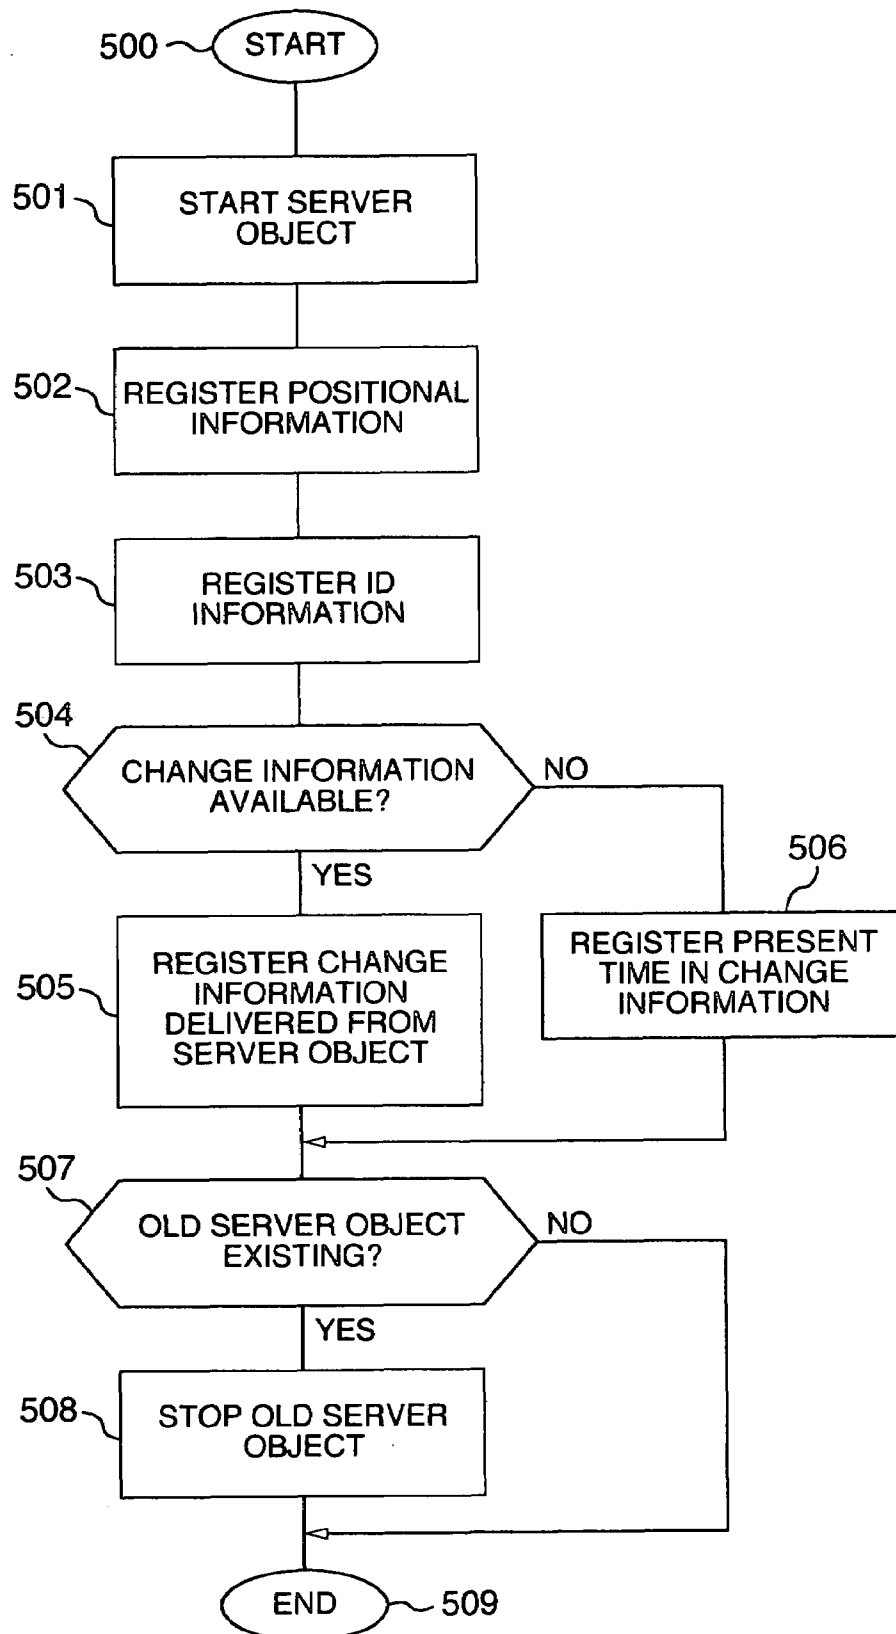 500
START
501
START SERVER
OBJECT
502
REGISTER POSITIONAL
INFORMATION
503
REGISTER ID
INFORMATION
504
CHANGE INFORMATION
AVAILABLE?
NO
YES
506
REGISTER PRESENT
TIME IN CHANGE
INFORMATION
505
REGISTER CHANGE
INFORMATION
DELIVERED FROM
SERVER OBJECT
507
OLD SERVER OBJECT
EXISTING?
NO
YES
508
STOP OLD SERVER
OBJECT
END
509